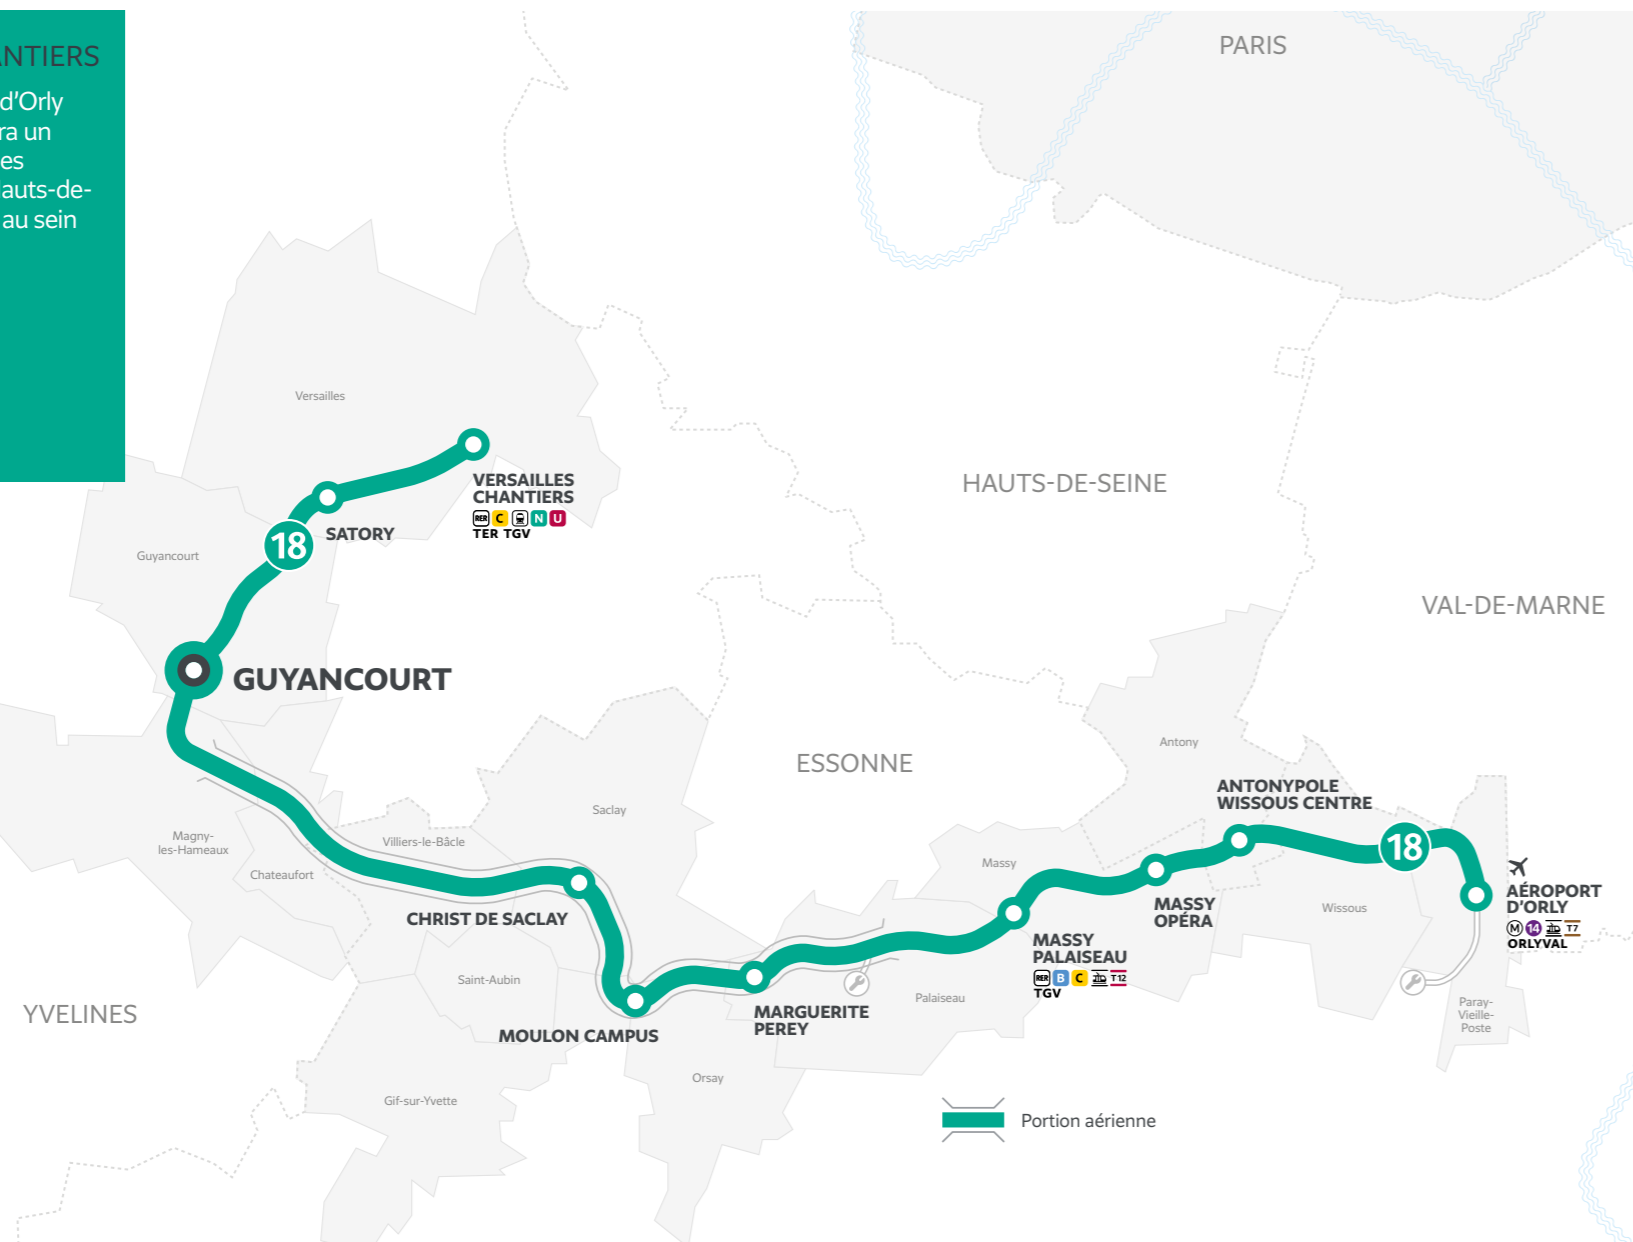 ANTIERS
d'Orly
ra un
es
Hauts-de-
au sein
PARIS
Versailles
VERSAILLES
CHANTIERS
RER C N U
TER TGV
HAUTS-DE-SEINE
SATORY
18
Guyancourt
VAL-DE-MARNE
GUYANCOURT
Antony
ESSONNE
ANTONYPOLE
WISSOUS CENTRE
Saclay
Magny-
les-Hameaux
Villiers-le-Bâcle
18
Massy
Chateaufort
AÉROPORT
D'ORLY
M 14 T7
ORLYVAL
CHRIST DE SACLAY
MASSY
OPÉRA
Wissous
MASSY
PALAISEAU
RER B C T12
TGV
Saint-Aubin
Palaiseau
YVELINES
MARGUERITE
PEREY
Paray-
Vieille-
Poste
MOULON CAMPUS
Orsay
Gif-sur-Yvette
Portion aérienne